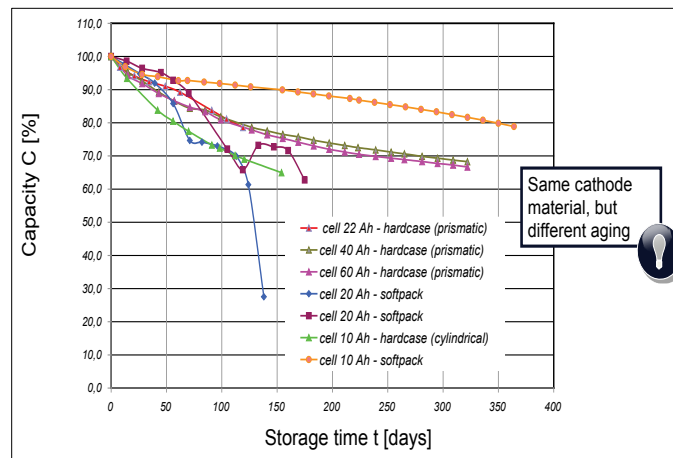 110,0
100,0
90,0
80,0
70,0
60,0
50,0
40,0
30,0
20,0
10,0
0,0
Capacity C [%]
0 50 100 150 200 250 300 350 400
Storage time t [days]
cell 22 Ah - hardcase (prismatic)
cell 40 Ah - hardcase (prismatic)
cell 60 Ah - hardcase (prismatic)
cell 20 Ah - softpack
cell 20 Ah - softpack
cell 10 Ah - hardcase (cylindrical)
cell 10 Ah - softpack
Same cathode
material, but
different aging